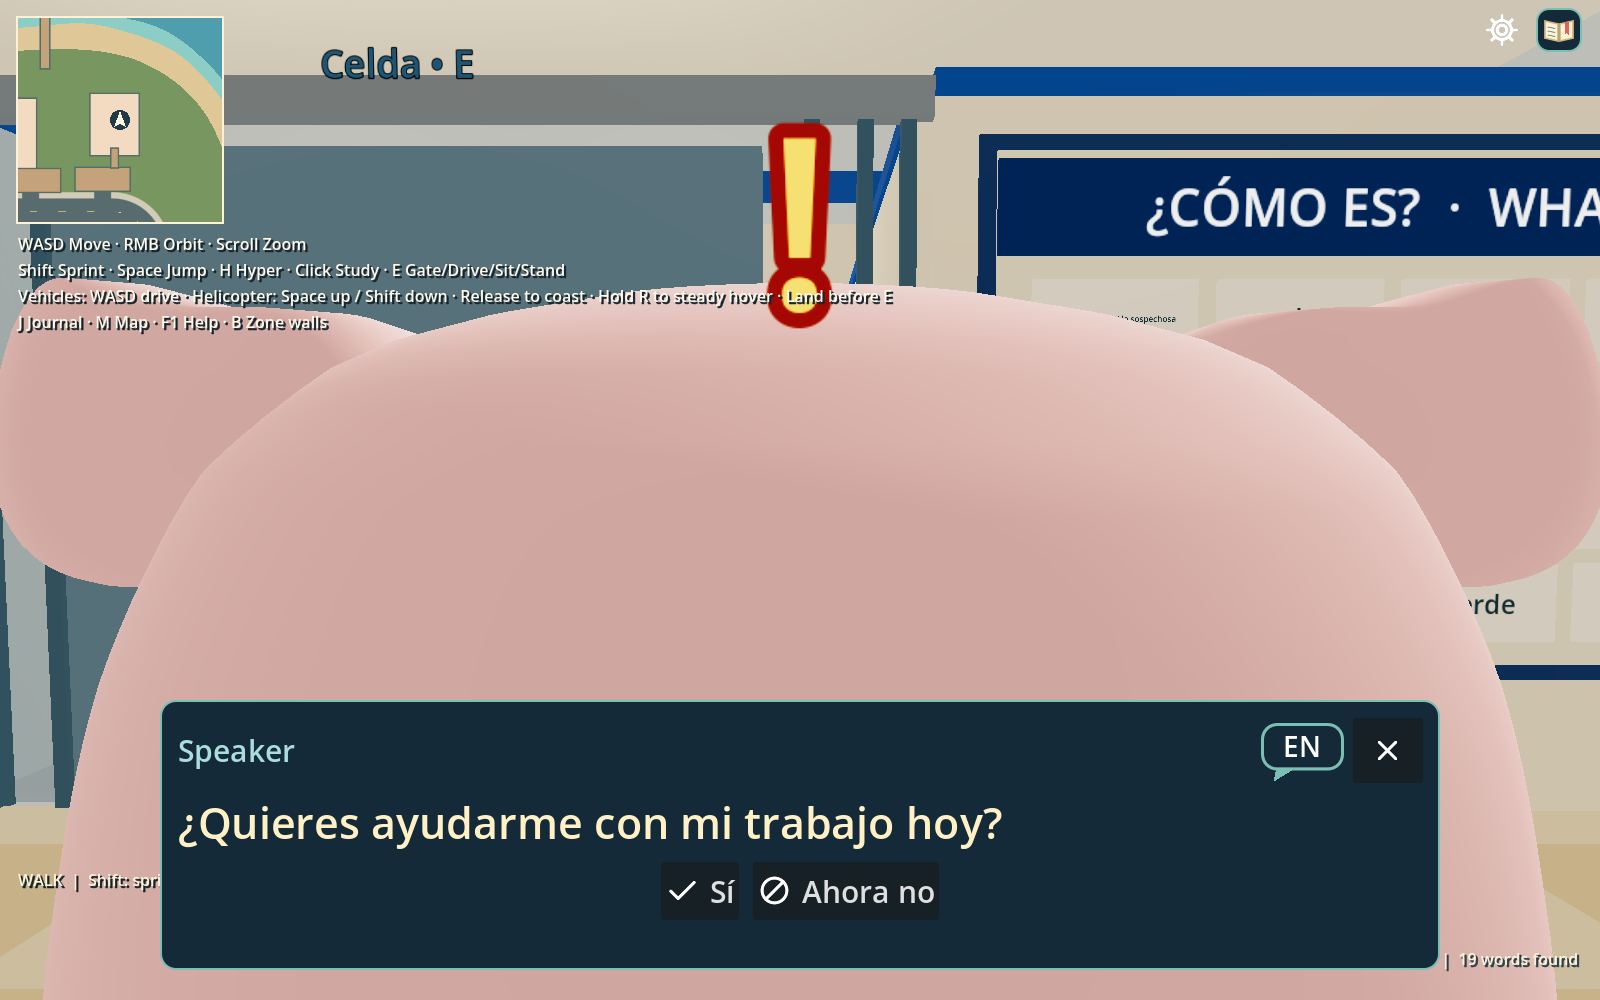 Celda • E
¿CÓMO ES? · WHA
WASD Move · RMB Orbit · Scroll Zoom
Shift Sprint · Space Jump · H Hyper · Click Study · E Gate/Drive/Sit/Stand
Vehicles: WASD drive · Helicopter: Space up / Shift down · Release to coast · Hold R to steady hover · Land before E
J Journal · M Map · F1 Help · B Zone walls
sospechosa
erde
Speaker
EN
¿Quieres ayudarme con mi trabajo hoy?
Sí
Ahora no
WALK | Shift: spri
| 19 words found